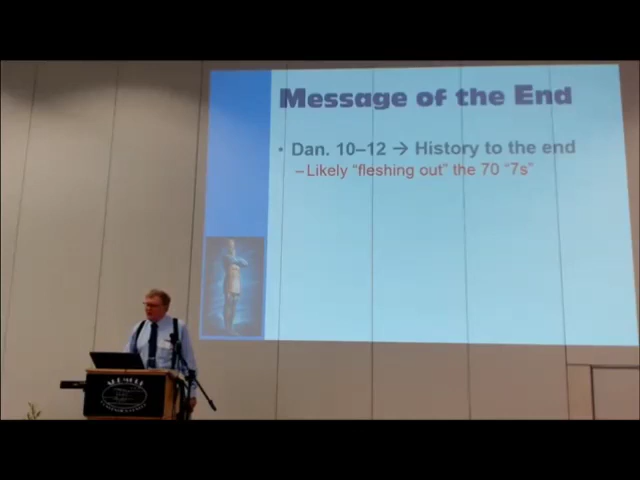 Message of the End
• Dan. 10–12 → History to the end
–Likely “fleshing out” the 70 “7s”